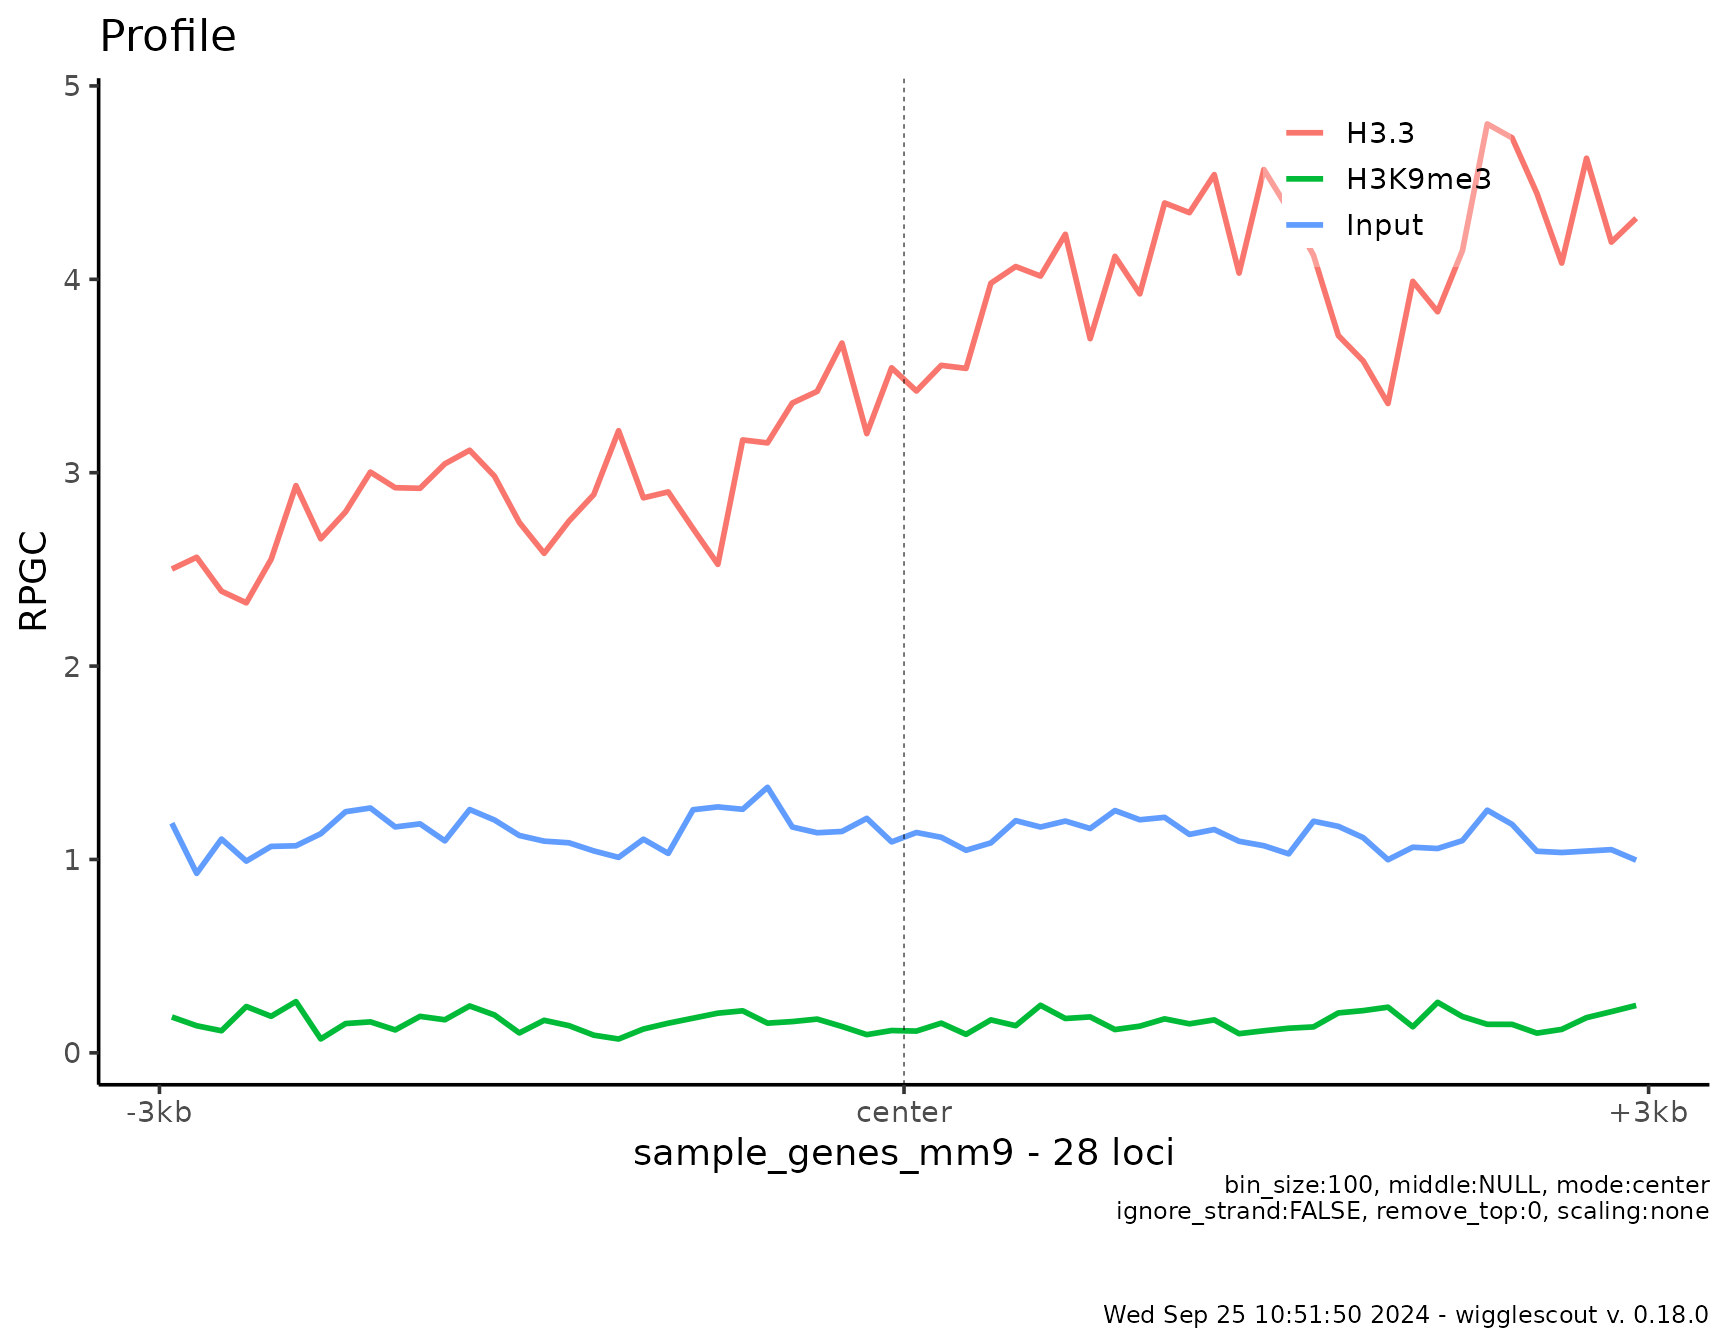 Profile
5
4
3
2
1
0
RPGC
H3.3
H3K9me3
Input
-3kb
center
+3kb
sample_genes_mm9 - 28 loci
bin_size:100, middle:NULL, mode:center
ignore_strand:FALSE, remove_top:0, scaling:none
Wed Sep 25 10:51:50 2024 - wigglescout v. 0.18.0